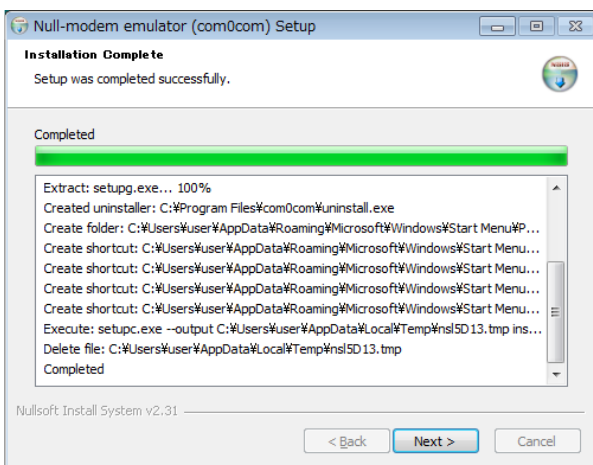 Null-modem emulator (com0com) Setup
Installation Complete
Setup was completed successfully.
Completed
Extract: setupg.exe... 100%
Created uninstaller: C:¥Program Files¥com0com¥uninstall.exe
Create folder: C:¥Users¥user¥AppData¥Roaming¥Microsoft¥Windows¥Start Menu¥P...
Create shortcut: C:¥Users¥user¥AppData¥Roaming¥Microsoft¥Windows¥Start Menu...
Create shortcut: C:¥Users¥user¥AppData¥Roaming¥Microsoft¥Windows¥Start Menu...
Create shortcut: C:¥Users¥user¥AppData¥Roaming¥Microsoft¥Windows¥Start Menu...
Create shortcut: C:¥Users¥user¥AppData¥Roaming¥Microsoft¥Windows¥Start Menu...
Execute: setupc.exe --output C:¥Users¥user¥AppData¥Local¥Temp¥nsl5D13.tmp ins...
Delete file: C:¥Users¥user¥AppData¥Local¥Temp¥nsl5D13.tmp
Completed
Nullsoft Install System v2.31
< Back
Next >
Cancel